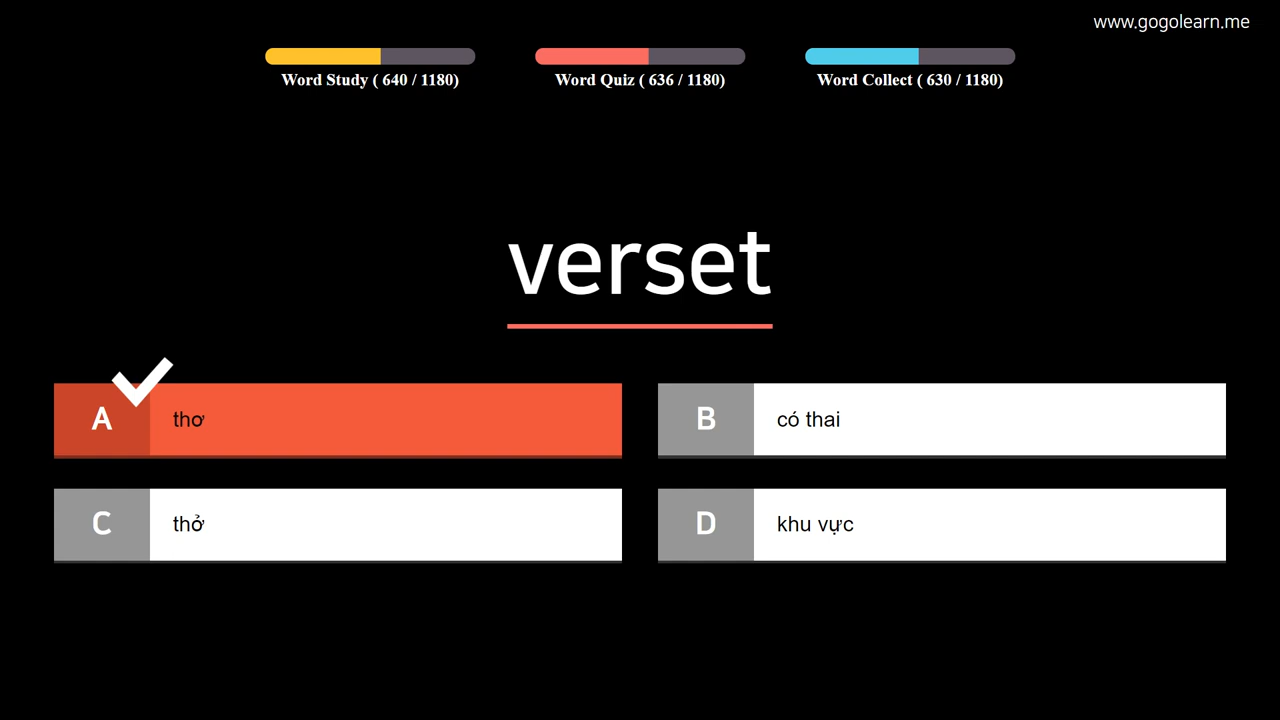 www.gogolearn.me
Word Study ( 640 / 1180)
Word Quiz ( 636 / 1180)
Word Collect ( 630 / 1180)
verset
A thơ
B có thai
C thở
D khu vực